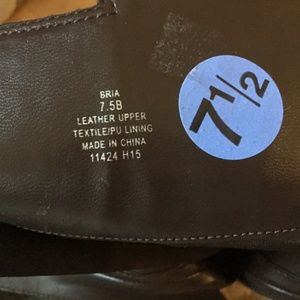 BRIA
7.5B
LEATHER UPPER
TEXTILE/PU LINING
MADE IN CHINA
11424 H15
7 1/2